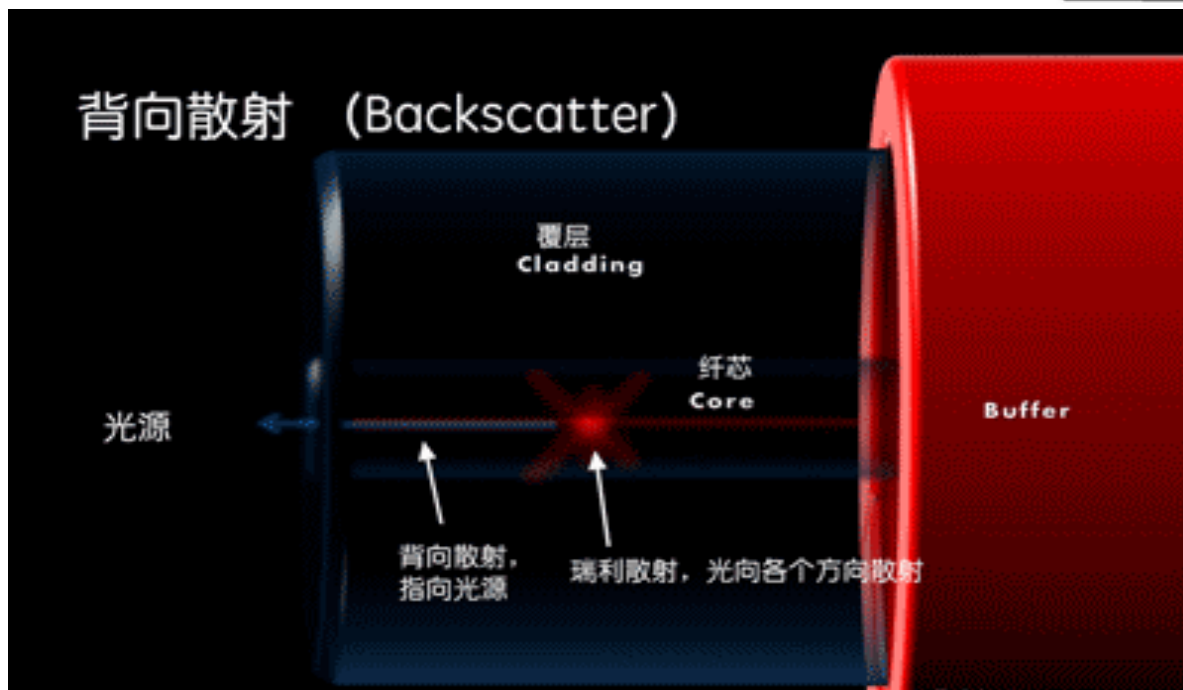 背向散射 (Backscatter)
覆层
Cladding
纤芯
Core
Buffer
光源
背向散射，
指向光源
瑞利散射，光向各个方向散射